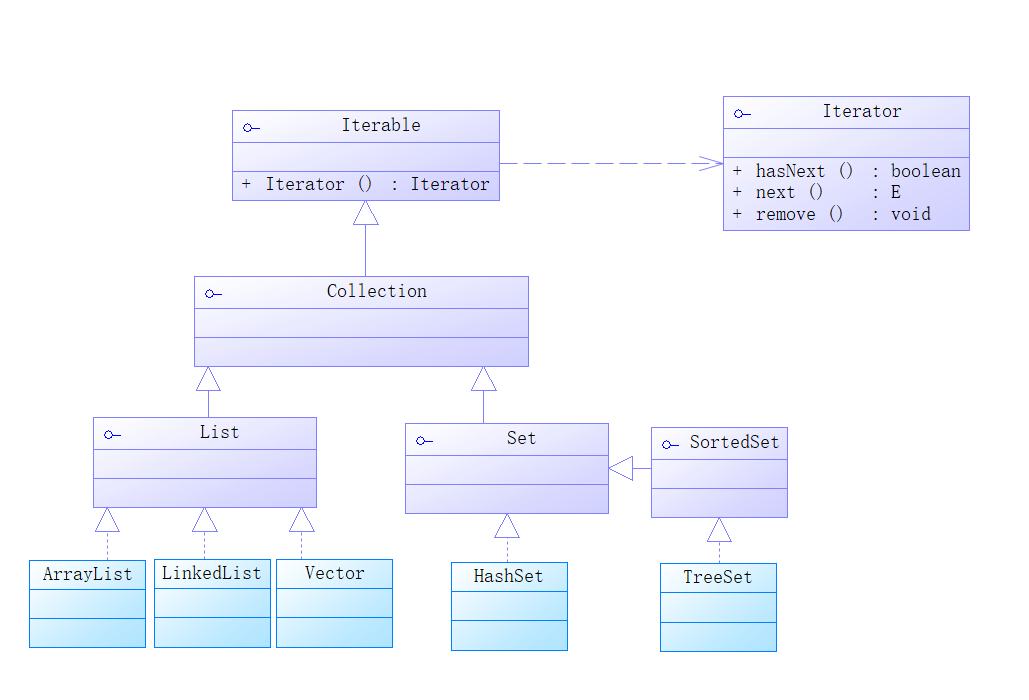 Iterable
+ Iterator () : Iterator
Iterator
+ hasNext () : boolean
+ next () : E
+ remove () : void
Collection
List
Set
SortedSet
ArrayList
LinkedList
Vector
HashSet
TreeSet